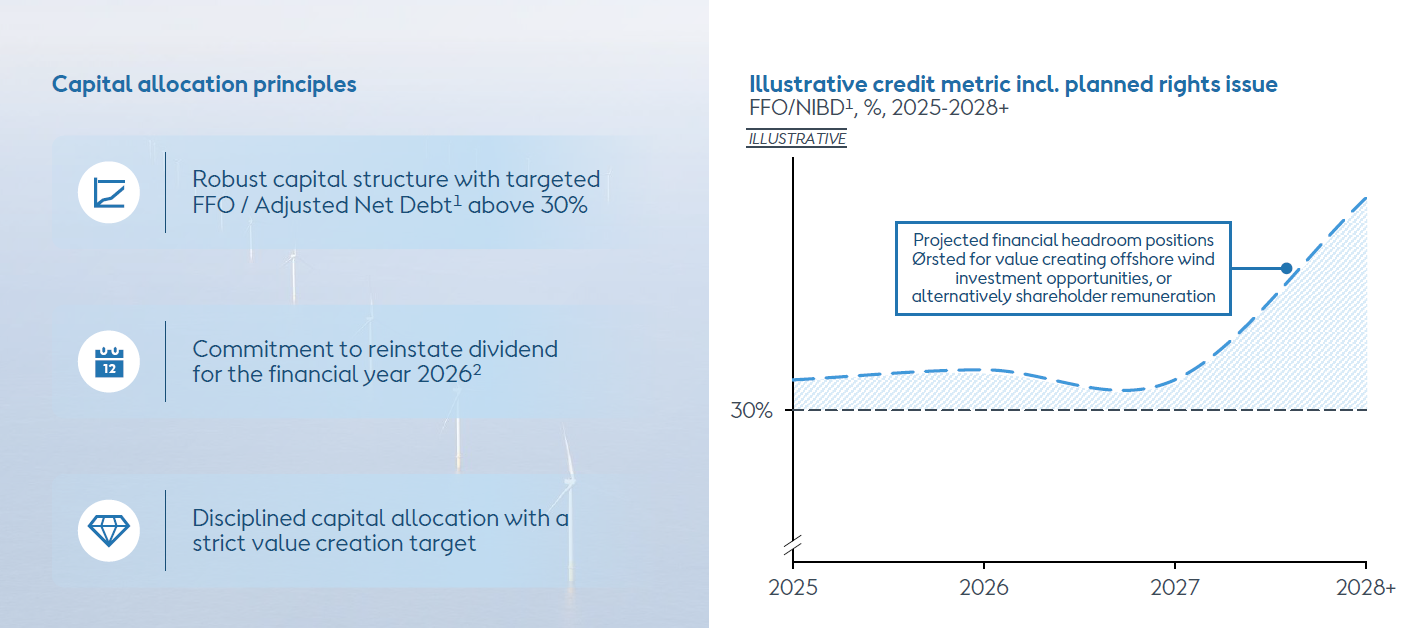 Capital allocation principles
Robust capital structure with targeted
FFO / Adjusted Net Debt¹ above 30%
12
Commitment to reinstate dividend
for the financial year 2026²
Disciplined capital allocation with a
strict value creation target
Illustrative credit metric incl. planned rights issue
FFO/NIBD¹, %, 2025-2028+
ILLUSTRATIVE
Projected financial headroom positions
Ørsted for value creating offshore wind
investment opportunities, or
alternatively shareholder remuneration
30%
2025 2026 2027 2028+